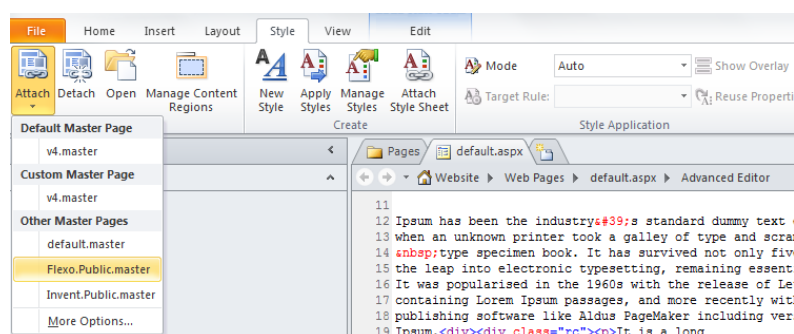 File Home Insert Layout Style View Edit
Attach Detach Open Manage Content Regions New Style Apply Styles Manage Styles Attach Style Sheet
Mode Auto Show Overlay
Target Rule: Reuse Properti
Create Style Application
Default Master Page
v4.master
Custom Master Page
v4.master
Other Master Pages
default.master
Flexo.Public.master
Invent.Public.master
More Options...
Pages default.aspx
Website Web Pages default.aspx Advanced Editor
11
12 Ipsum has been the industry&#39;s standard dummy text
13 when an unknown printer took a galley of type and scra
14 &nbsp;type specimen book. It has survived not only fiv
15 the leap into electronic typesetting, remaining essent
16 It was popularised in the 1960s with the release of Le
17 containing Lorem Ipsum passages, and more recently wit
18 publishing software like Aldus PageMaker including ver
19 Ipsum.<div><div class="rc"><p>It is a long